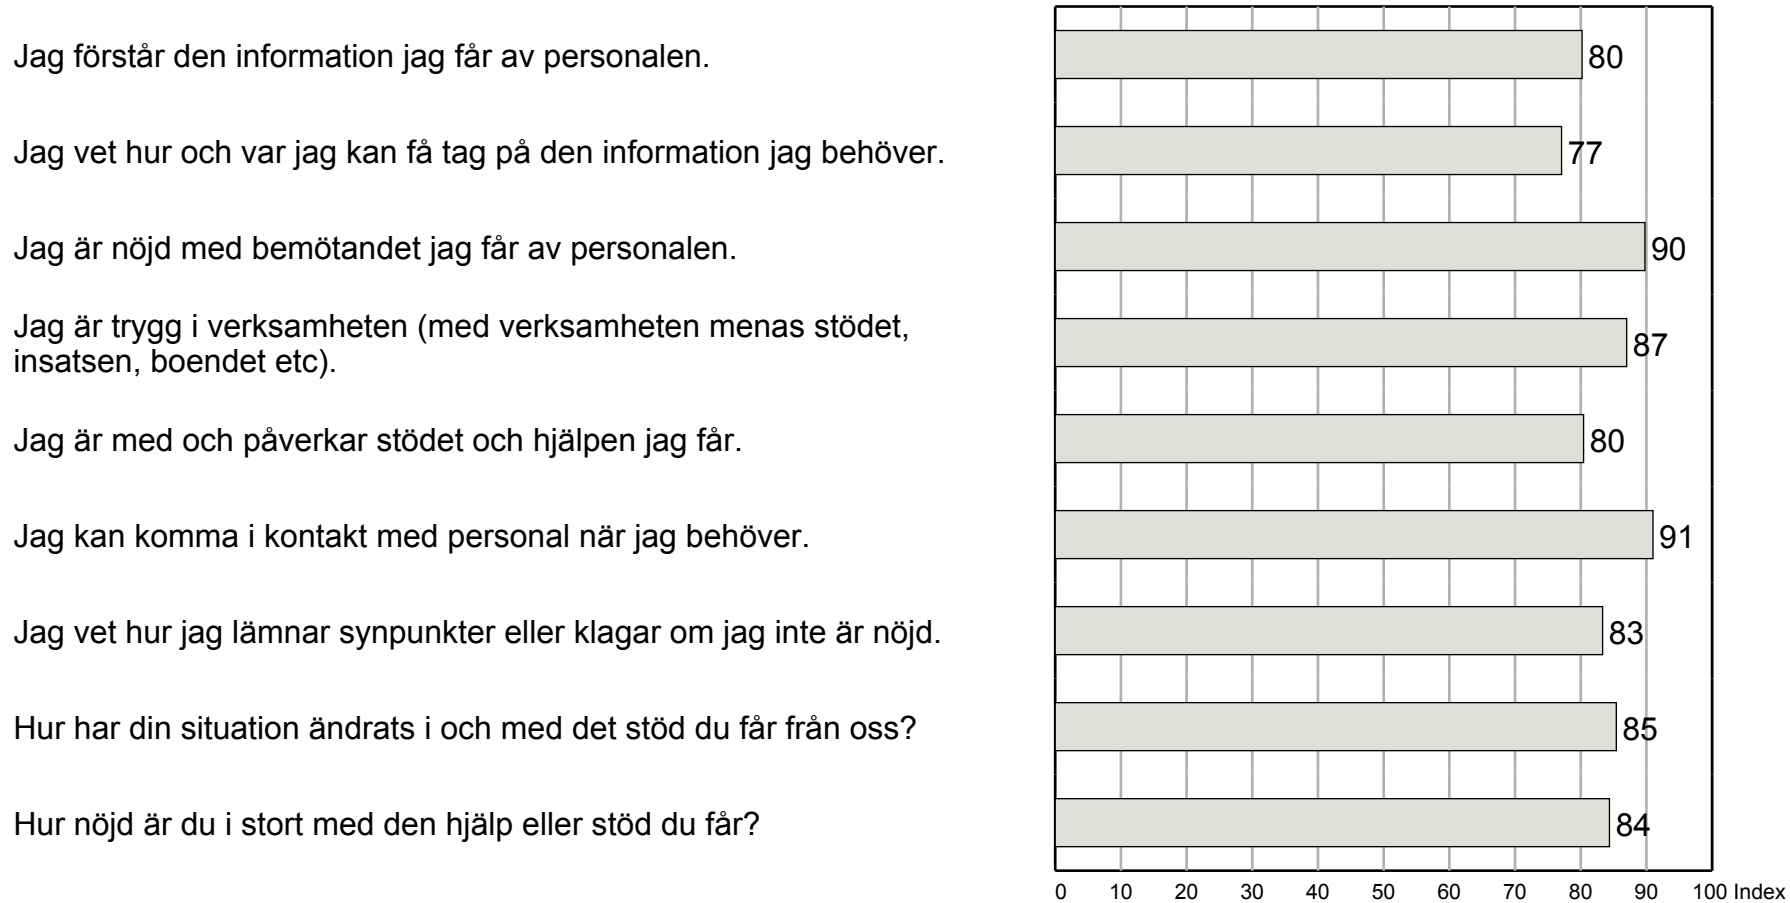 Jag förstår den information jag får av personalen.
80
Jag vet hur och var jag kan få tag på den information jag behöver.
77
Jag är nöjd med bemötandet jag får av personalen.
90
Jag är trygg i verksamheten (med verksamheten menas stödet,
insatsen, boendet etc).
87
Jag är med och påverkar stödet och hjälpen jag får.
80
Jag kan komma i kontakt med personal när jag behöver.
91
Jag vet hur jag lämnar synpunkter eller klagar om jag inte är nöjd.
83
Hur har din situation ändrats i och med det stöd du får från oss?
85
Hur nöjd är du i stort med den hjälp eller stöd du får?
84
0 10 20 30 40 50 60 70 80 90 100 Index